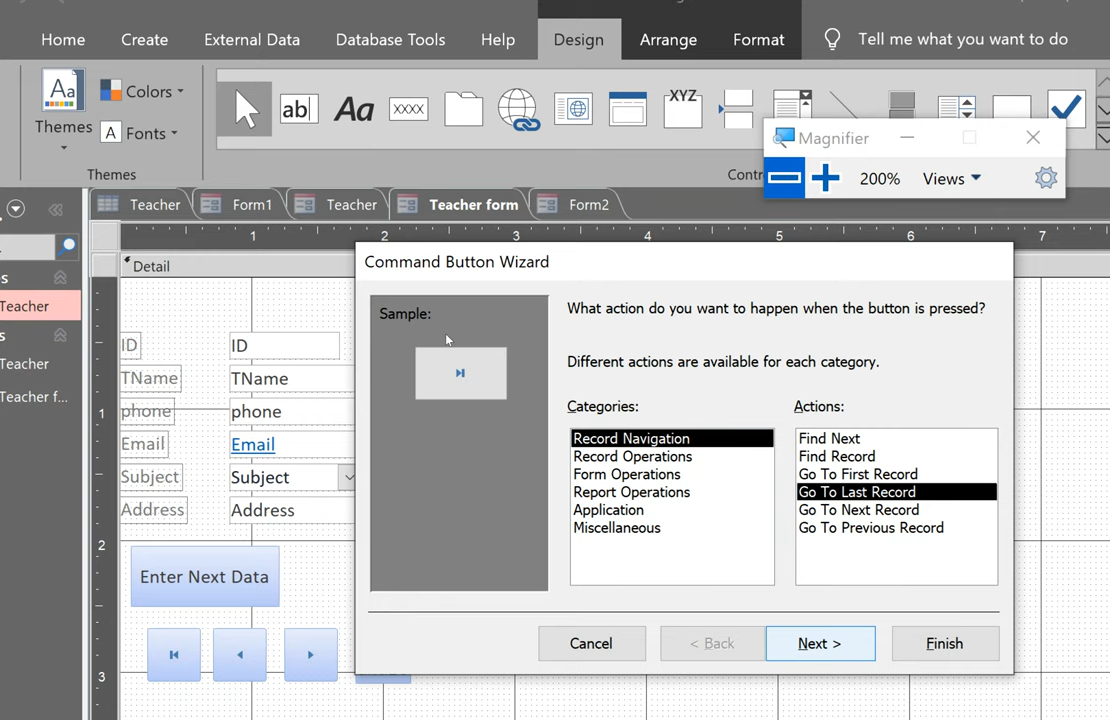 Home Create External Data Database Tools Help Design Arrange Format Tell me what you want to do
Aa Colors ab| Aa XXXX XYZ
Themes A Fonts
Magnifier
200% Views
Themes
Teacher Form1 Teacher Teacher form Form2
1 2 3 4 5 6 7
Detail
Command Button Wizard
s
Teacher
s
Teacher
Teacher f...
ID ID
TName TName
1 phone phone
Email Email
Subject Subject
Address Address
2
Enter Next Data
3
Sample:
What action do you want to happen when the button is pressed?
Different actions are available for each category.
Categories: Actions:
Record Navigation Find Next
Record Operations Find Record
Form Operations Go To First Record
Report Operations Go To Last Record
Application Go To Next Record
Miscellaneous Go To Previous Record
Cancel < Back Next > Finish